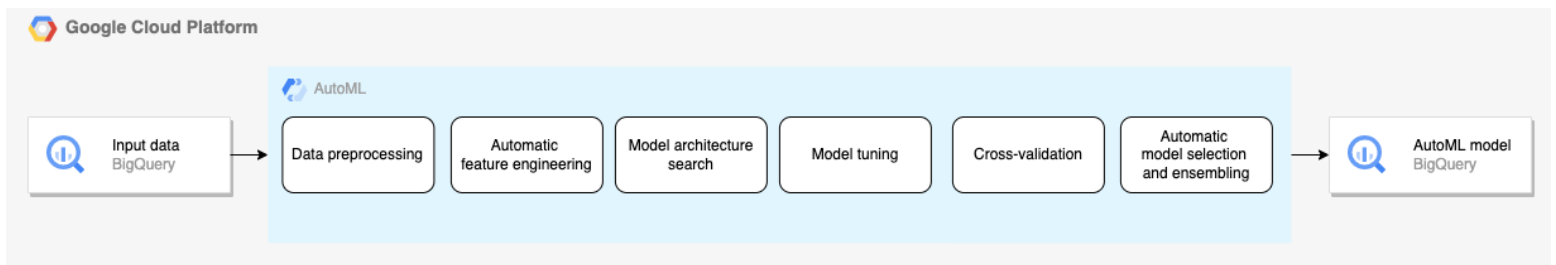 Google Cloud Platform
AutoML
Input data
BigQuery
Data preprocessing
Automatic
feature engineering
Model architecture
search
Model tuning
Cross-validation
Automatic
model selection
and ensembling
AutoML model
BigQuery